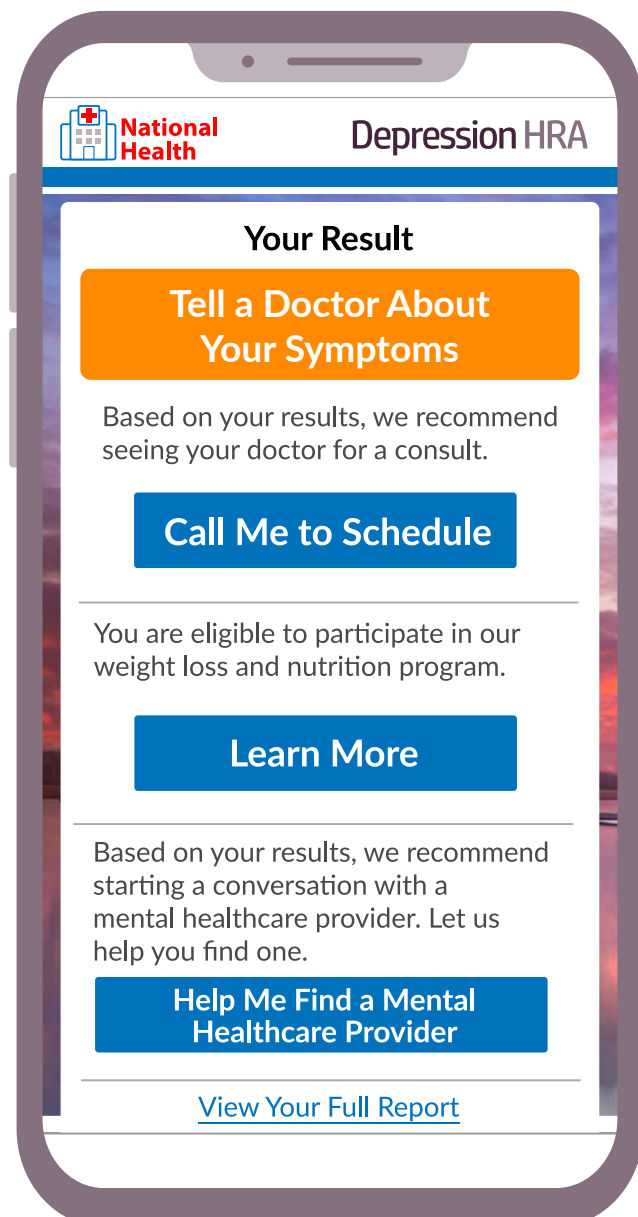 National
Health
Depression HRA
Your Result
Tell a Doctor About
Your Symptoms
Based on your results, we recommend
seeing your doctor for a consult.
Call Me to Schedule
You are eligible to participate in our
weight loss and nutrition program.
Learn More
Based on your results, we recommend
starting a conversation with a
mental healthcare provider. Let us
help you find one.
Help Me Find a Mental
Healthcare Provider
View Your Full Report